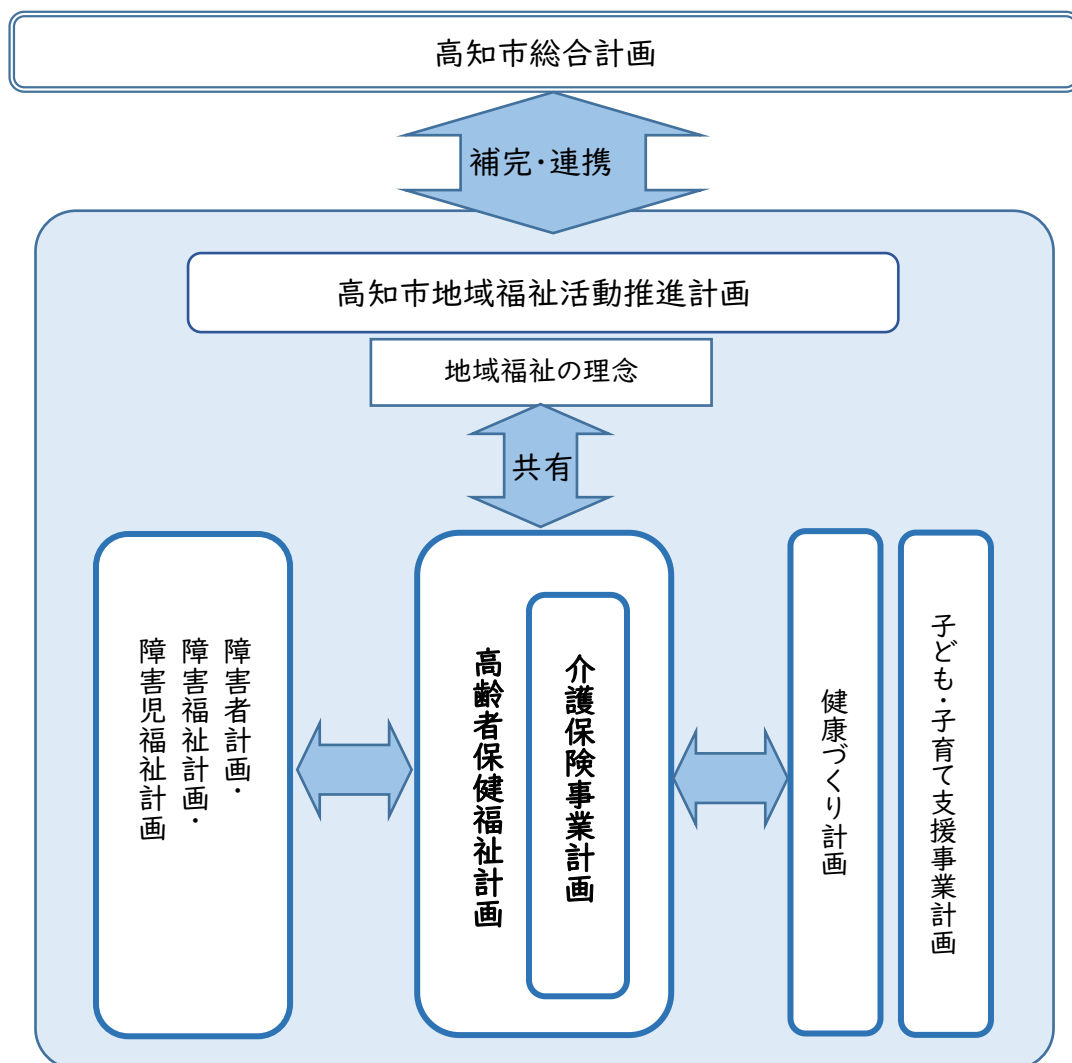 高知市総合計画
補完・連携
高知市地域福祉活動推進計画
地域福祉の理念
共有
障害者計画・
障害福祉計画・
障害児福祉計画
高齢者保健福祉計画
介護保険事業計画
健康づくり計画
子ども・子育て支援事業計画